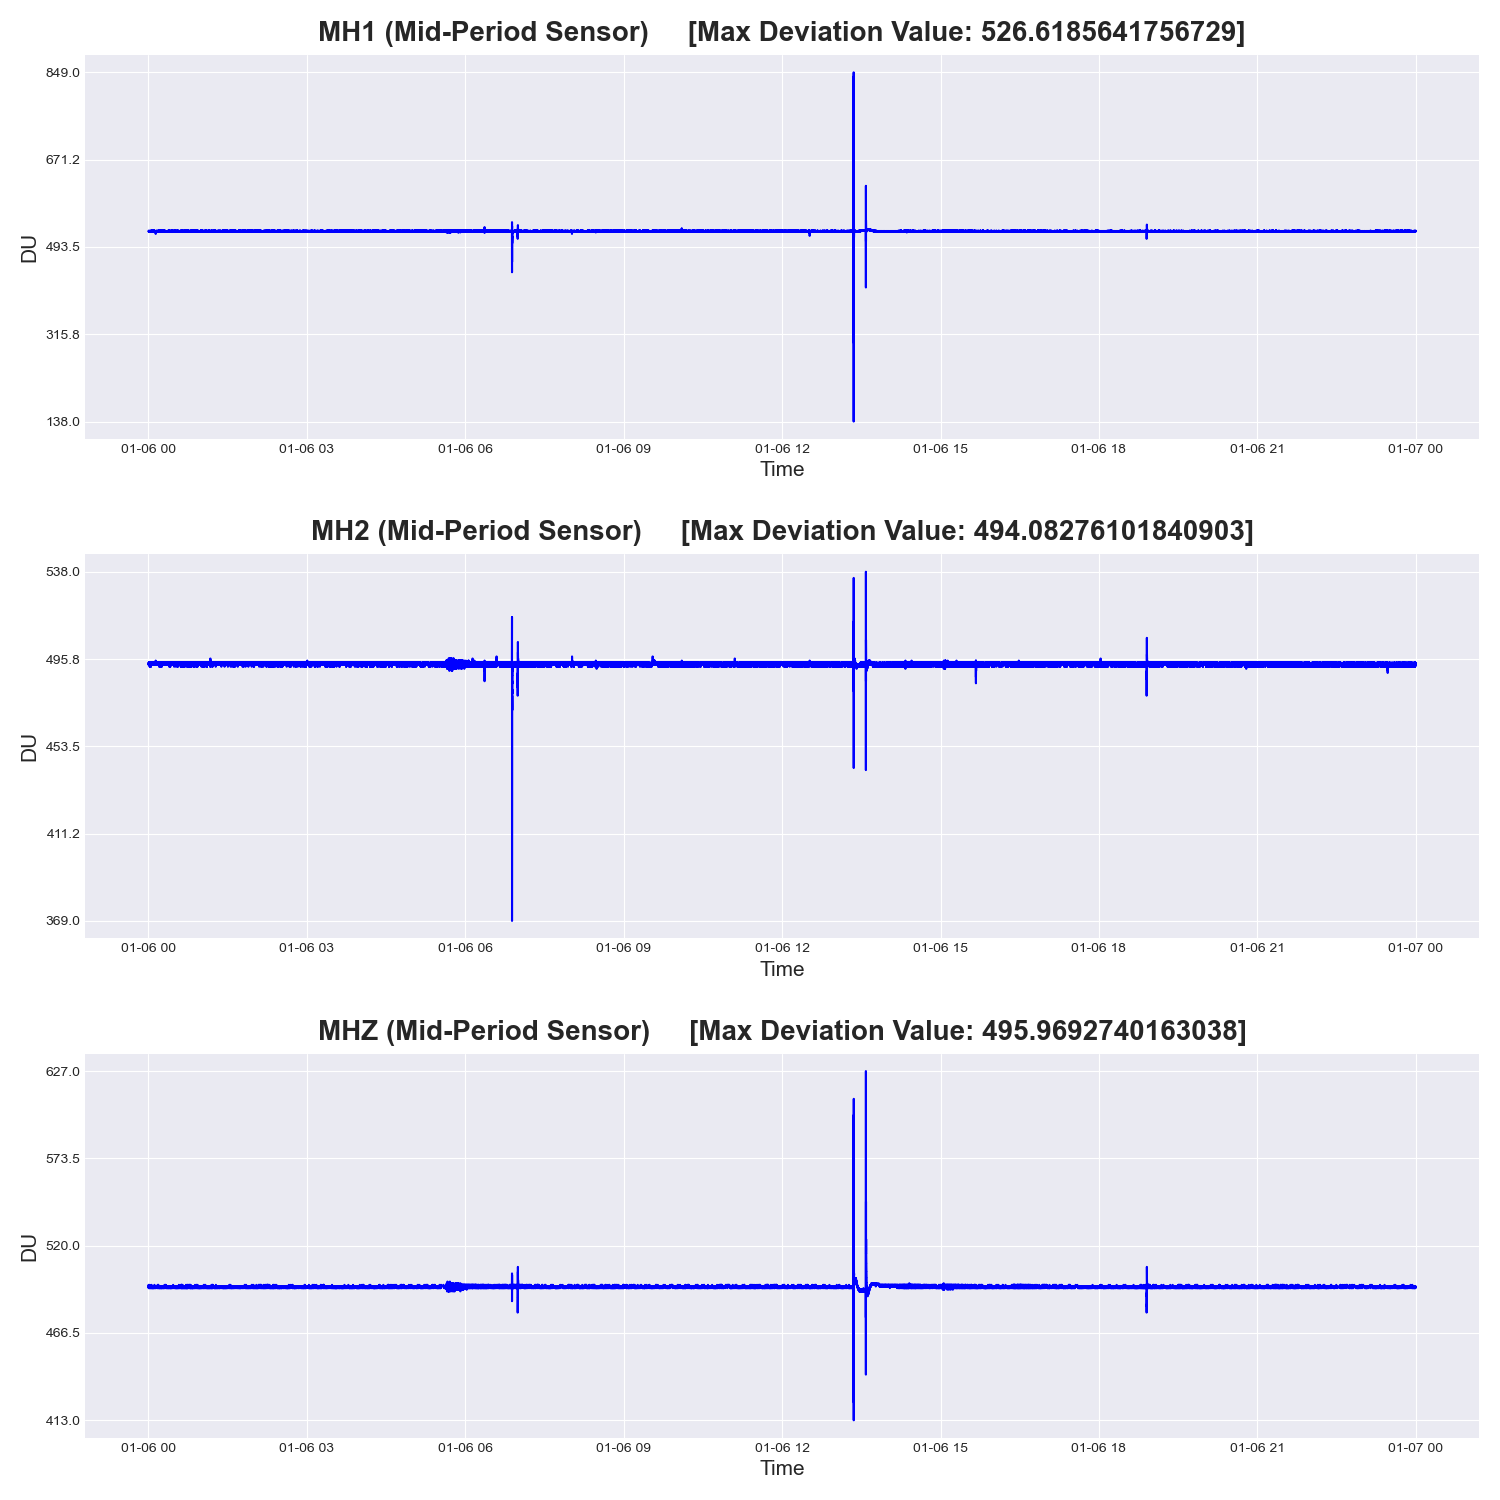 MH1 (Mid-Period Sensor) [Max Deviation Value: 526.6185641756729]
849.0
671.2
493.5
315.8
138.0
DU
01-06 00 01-06 03 01-06 06 01-06 09 01-06 12 01-06 15 01-06 18 01-06 21 01-07 00
Time
MH2 (Mid-Period Sensor) [Max Deviation Value: 494.08276101840903]
538.0
495.8
453.5
411.2
369.0
DU
01-06 00 01-06 03 01-06 06 01-06 09 01-06 12 01-06 15 01-06 18 01-06 21 01-07 00
Time
MHZ (Mid-Period Sensor) [Max Deviation Value: 495.9692740163038]
627.0
573.5
520.0
466.5
413.0
DU
01-06 00 01-06 03 01-06 06 01-06 09 01-06 12 01-06 15 01-06 18 01-06 21 01-07 00
Time